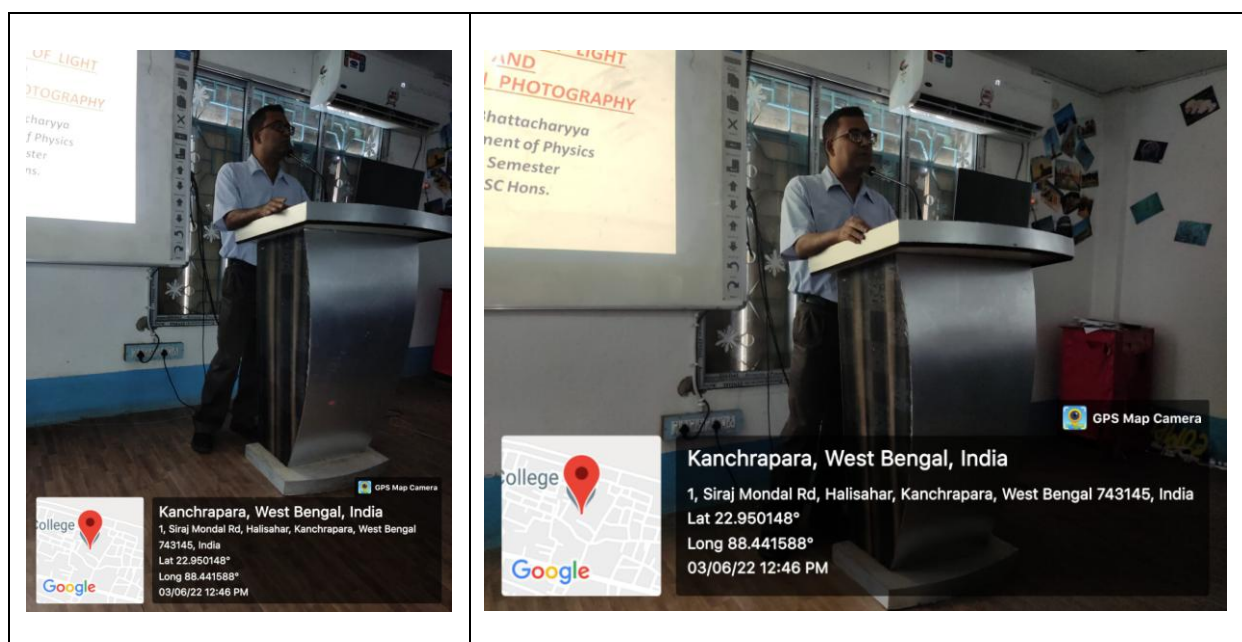 OF LIGHT
OTOGRAPHY
charyya
f Physics
ster
ns.
GPS Map Camera
College
Google
Kanchrapara, West Bengal, India
1, Siraj Mondal Rd, Halisahar, Kanchrapara, West Bengal
743145, India
Lat 22.950148°
Long 88.441588°
03/06/22 12:46 PM
OF LIGHT
AND
PHOTOGRAPHY
Bhattacharyya
ment of Physics
Semester
SC Hons.
GPS Map Camera
College
Google
Kanchrapara, West Bengal, India
1, Siraj Mondal Rd, Halisahar, Kanchrapara, West Bengal 743145, India
Lat 22.950148°
Long 88.441588°
03/06/22 12:46 PM